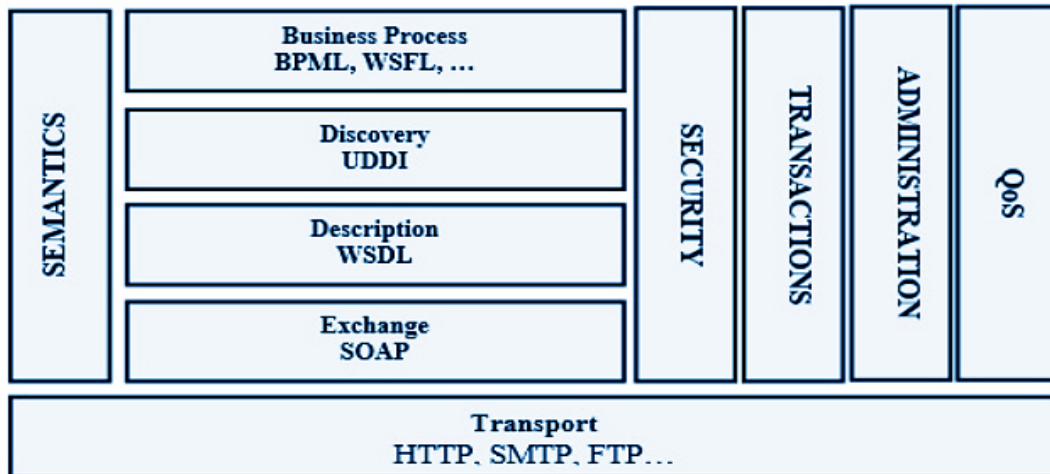 SEMANTICS
Business Process
BPML, WSFL, ...
Discovery
UDDI
Description
WSDL
Exchange
SOAP
SECURITY
TRANSACTIONS
ADMINISTRATION
QoS
Transport
HTTP, SMTP, FTP...